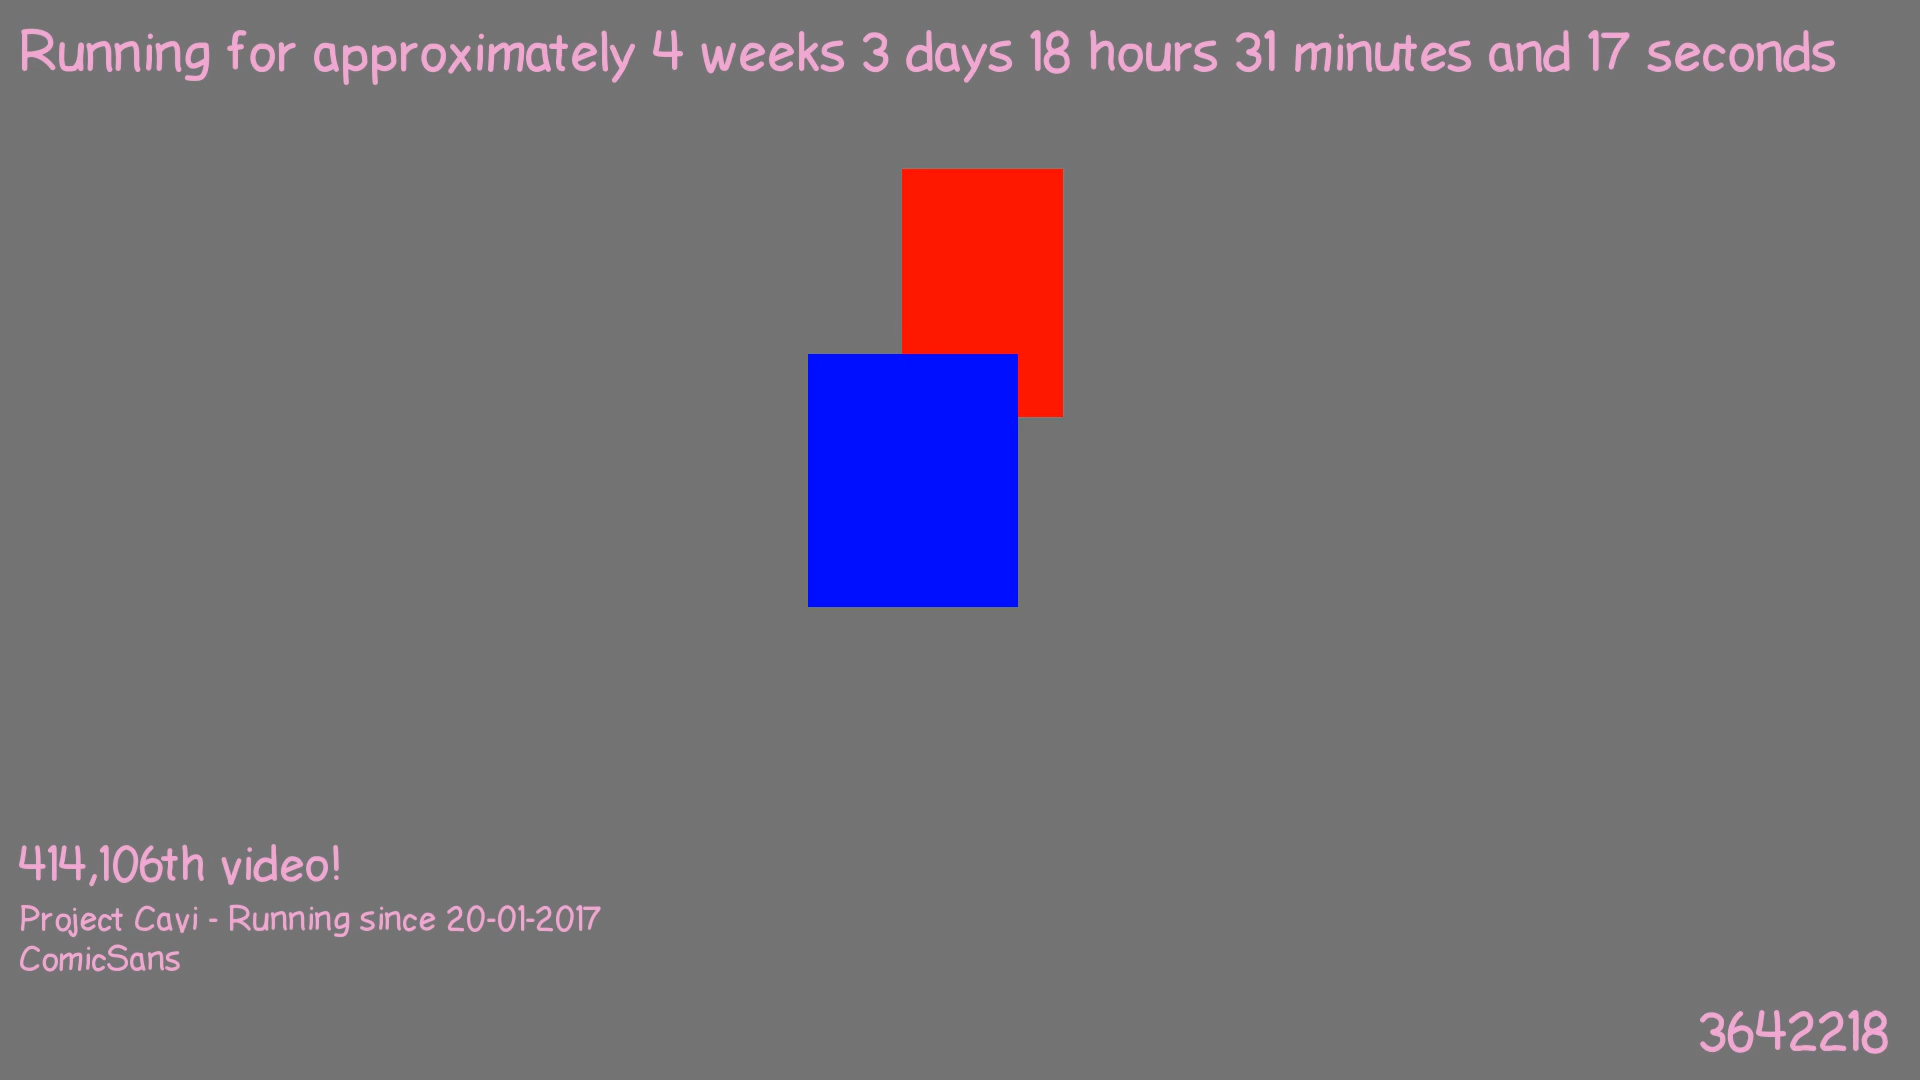 Running for approximately 4 weeks 3 days 18 hours 31 minutes and 17 seconds
414,106th video!
Project Cavi - Running since 20-01-2017
ComicSans
3642218